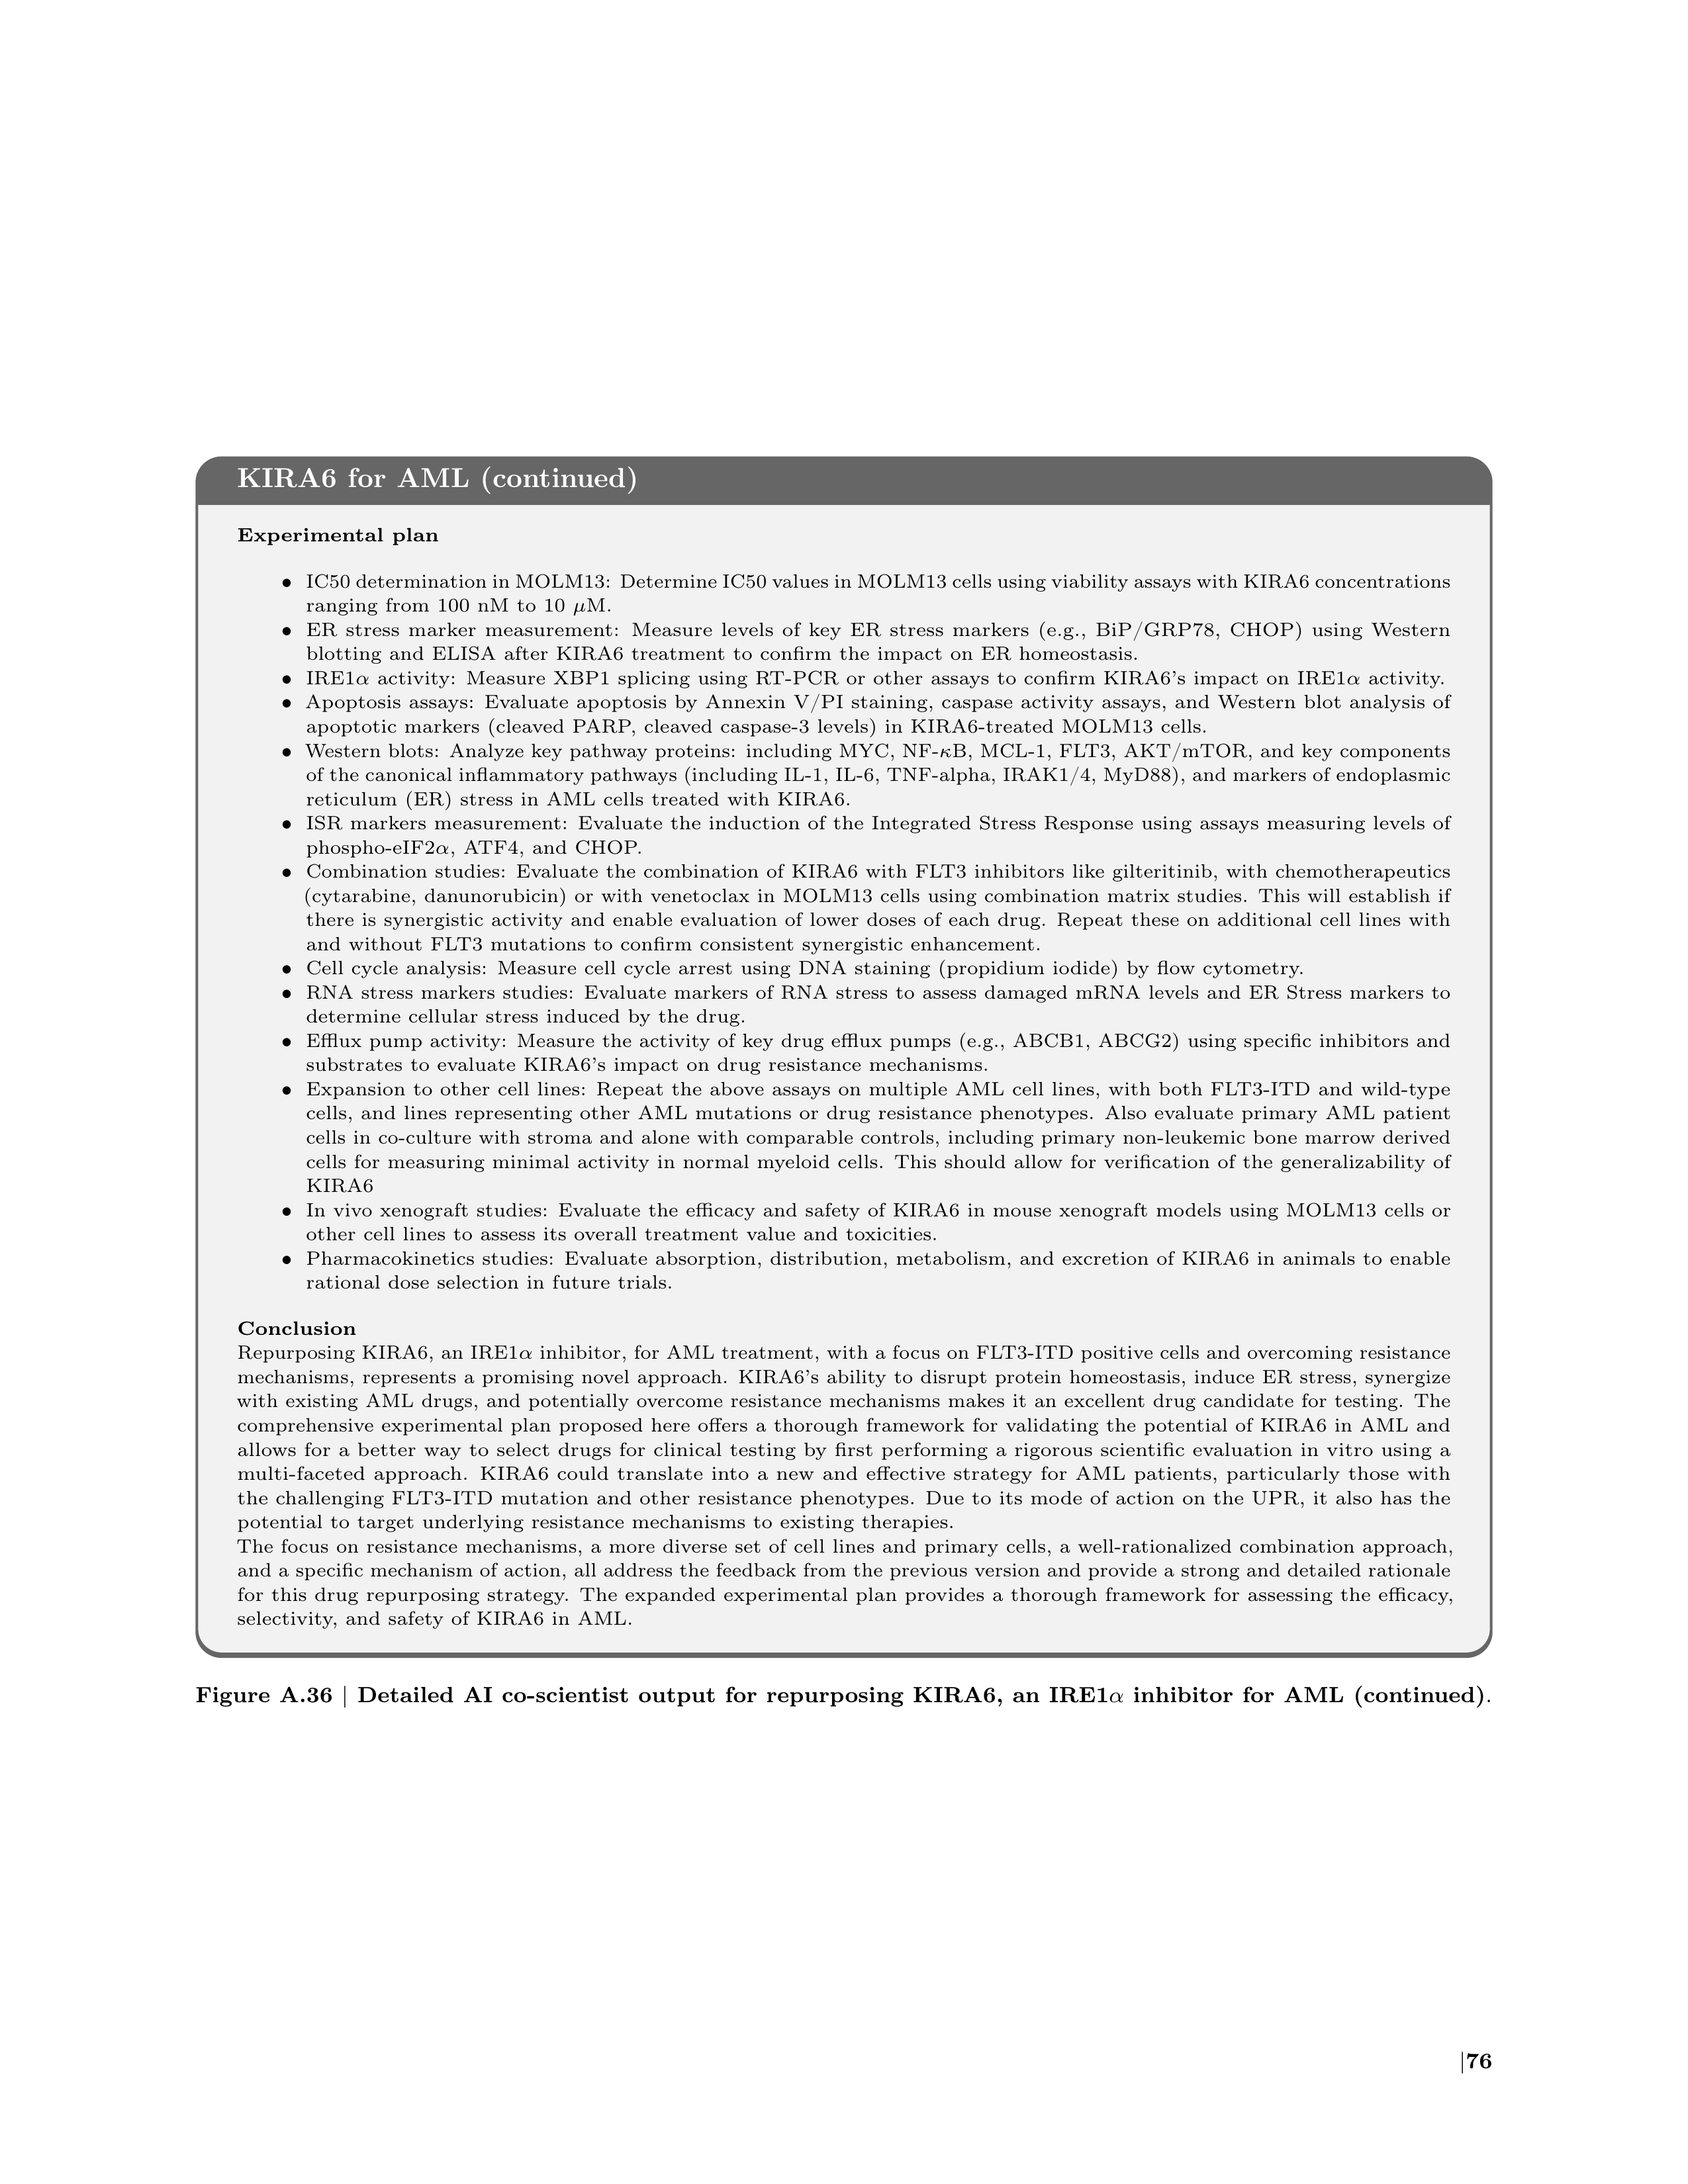 KIRA6 for AML (continued)
Experimental plan
• IC50 determination in MOLM13: Determine IC50 values in MOLM13 cells using viability assays with KIRA6 concentrations
ranging from 100 nM to 10 μM.
• ER stress marker measurement: Measure levels of key ER stress markers (e.g., BiP/GRP78, CHOP) using Western
blotting and ELISA after KIRA6 treatment to confirm the impact on ER homeostasis.
• IRE1α activity: Measure XBP1 splicing using RT-PCR or other assays to confirm KIRA6's impact on IRE1α activity.
• Apoptosis assays: Evaluate apoptosis by Annexin V/PI staining, caspase activity assays, and Western blot analysis of
apoptotic markers (cleaved PARP, cleaved caspase-3 levels) in KIRA6-treated MOLM13 cells.
• Western blots: Analyze key pathway proteins: including MYC, NF-κB, MCL-1, FLT3, AKT/mTOR, and key components
of the canonical inflammatory pathways (including IL-1, IL-6, TNF-alpha, IRAK1/4, MyD88), and markers of endoplasmic
reticulum (ER) stress in AML cells treated with KIRA6.
• ISR markers measurement: Evaluate the induction of the Integrated Stress Response using assays measuring levels of
phospho-eIF2α, ATF4, and CHOP.
• Combination studies: Evaluate the combination of KIRA6 with FLT3 inhibitors like gilteritinib, with chemotherapeutics
(cytarabine, danunorubicin) or with venetoclax in MOLM13 cells using combination matrix studies. This will establish if
there is synergistic activity and enable evaluation of lower doses of each drug. Repeat these on additional cell lines with
and without FLT3 mutations to confirm consistent synergistic enhancement.
• Cell cycle analysis: Measure cell cycle arrest using DNA staining (propidium iodide) by flow cytometry.
• RNA stress markers studies: Evaluate markers of RNA stress to assess damaged mRNA levels and ER Stress markers to
determine cellular stress induced by the drug.
• Efflux pump activity: Measure the activity of key drug efflux pumps (e.g., ABCB1, ABCG2) using specific inhibitors and
substrates to evaluate KIRA6's impact on drug resistance mechanisms.
• Expansion to other cell lines: Repeat the above assays on multiple AML cell lines, with both FLT3-ITD and wild-type
cells, and lines representing other AML mutations or drug resistance phenotypes. Also evaluate primary AML patient
cells in co-culture with stroma and alone with comparable controls, including primary non-leukemic bone marrow derived
cells for measuring minimal activity in normal myeloid cells. This should allow for verification of the generalizability of
KIRA6
• In vivo xenograft studies: Evaluate the efficacy and safety of KIRA6 in mouse xenograft models using MOLM13 cells or
other cell lines to assess its overall treatment value and toxicities.
• Pharmacokinetics studies: Evaluate absorption, distribution, metabolism, and excretion of KIRA6 in animals to enable
rational dose selection in future trials.
Conclusion
Repurposing KIRA6, an IRE1α inhibitor, for AML treatment, with a focus on FLT3-ITD positive cells and overcoming resistance
mechanisms, represents a promising novel approach. KIRA6's ability to disrupt protein homeostasis, induce ER stress, synergize
with existing AML drugs, and potentially overcome resistance mechanisms makes it an excellent drug candidate for testing. The
comprehensive experimental plan proposed here offers a thorough framework for validating the potential of KIRA6 in AML and
allows for a better way to select drugs for clinical testing by first performing a rigorous scientific evaluation in vitro using a
multi-faceted approach. KIRA6 could translate into a new and effective strategy for AML patients, particularly those with
the challenging FLT3-ITD mutation and other resistance phenotypes. Due to its mode of action on the UPR, it also has the
potential to target underlying resistance mechanisms to existing therapies.
The focus on resistance mechanisms, a more diverse set of cell lines and primary cells, a well-rationalized combination approach,
and a specific mechanism of action, all address the feedback from the previous version and provide a strong and detailed rationale
for this drug repurposing strategy. The expanded experimental plan provides a thorough framework for assessing the efficacy,
selectivity, and safety of KIRA6 in AML.
Figure A.36 | Detailed AI co-scientist output for repurposing KIRA6, an IRE1α inhibitor for AML (continued).
|76